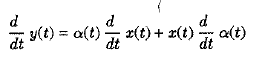 d/dt y(t) = α(t) d/dt x(t) + x(t) d/dt α(t)